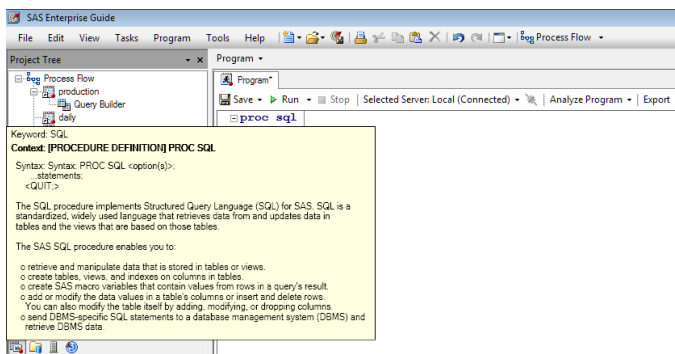 SAS Enterprise Guide
File Edit View Tasks Program Tools Help Process Flow
Project Tree
Program
Process Flow
production
Query Builder
daily
Program*
Save Run Stop Selected Server: Local (Connected) Analyze Program Export
proc sql
Keyword: SQL
Context: [PROCEDURE DEFINITION] PROC SQL
Syntax: Syntax: PROC SQL <option(s)>;
...statements;
<QUIT;>
The SQL procedure implements Structured Query Language (SQL) for SAS. SQL is a
standardized, widely used language that retrieves data from and updates data in
tables and the views that are based on those tables.
The SAS SQL procedure enables you to:
o retrieve and manipulate data that is stored in tables or views.
o create tables, views, and indexes on columns in tables.
o create SAS macro variables that contain values from rows in a query's result.
o add or modify the data values in a table's columns or insert and delete rows.
You can also modify the table itself by adding, modifying, or dropping columns.
o send DBMS-specific SQL statements to a database management system (DBMS) and
retrieve DBMS data.